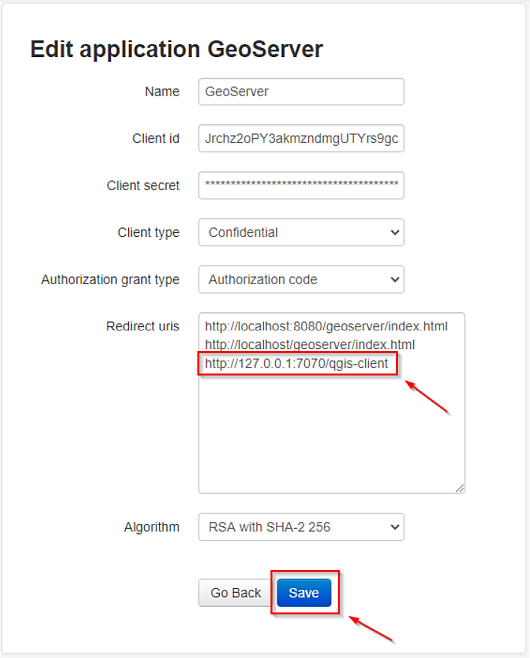 Edit application GeoServer
Name GeoServer
Client id Jrchz2oPY3akmzndmgUTYrs9gc
Client secret ****************************************
Client type Confidential
Authorization grant type Authorization code
Redirect uris http://localhost:8080/geoserver/index.html
http://localhost/geoserver/index.html
http://127.0.0.1:7070/qgis-client
Algorithm RSA with SHA-2 256
Go Back Save